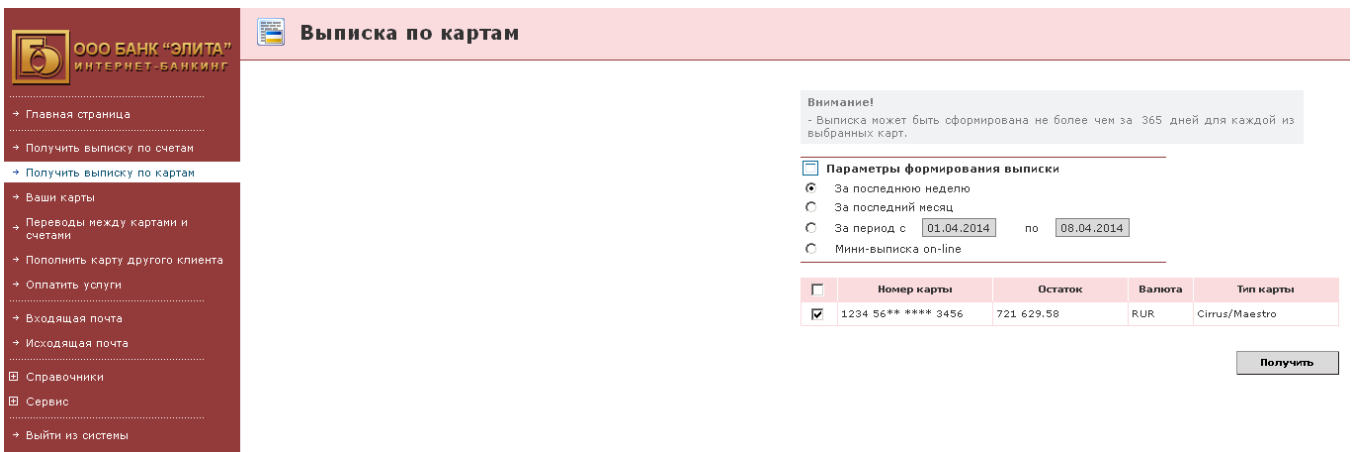 ООО БАНК “ЭЛИТА”
ИНТЕРНЕТ-БАНКИНГ
Главная страница
Получить выписку по счетам
Получить выписку по картам
Ваши карты
Переводы между картами и
счетами
Пополнить карту другого клиента
Оплатить услуги
Входящая почта
Исходящая почта
Справочники
Сервис
Выйти из системы
Выписка по картам
Внимание!
- Выписка может быть сформирована не более чем за 365 дней для каждой из
выбранных карт.
Параметры формирования выписки
За последнюю неделю
За последний месяц
За период с 01.04.2014 по 08.04.2014
Мини-выписка on-line
Номер карты Остаток Валюта Тип карты
1234 56** **** 3456 721 629.58 RUR Cirrus/Maestro
Получить